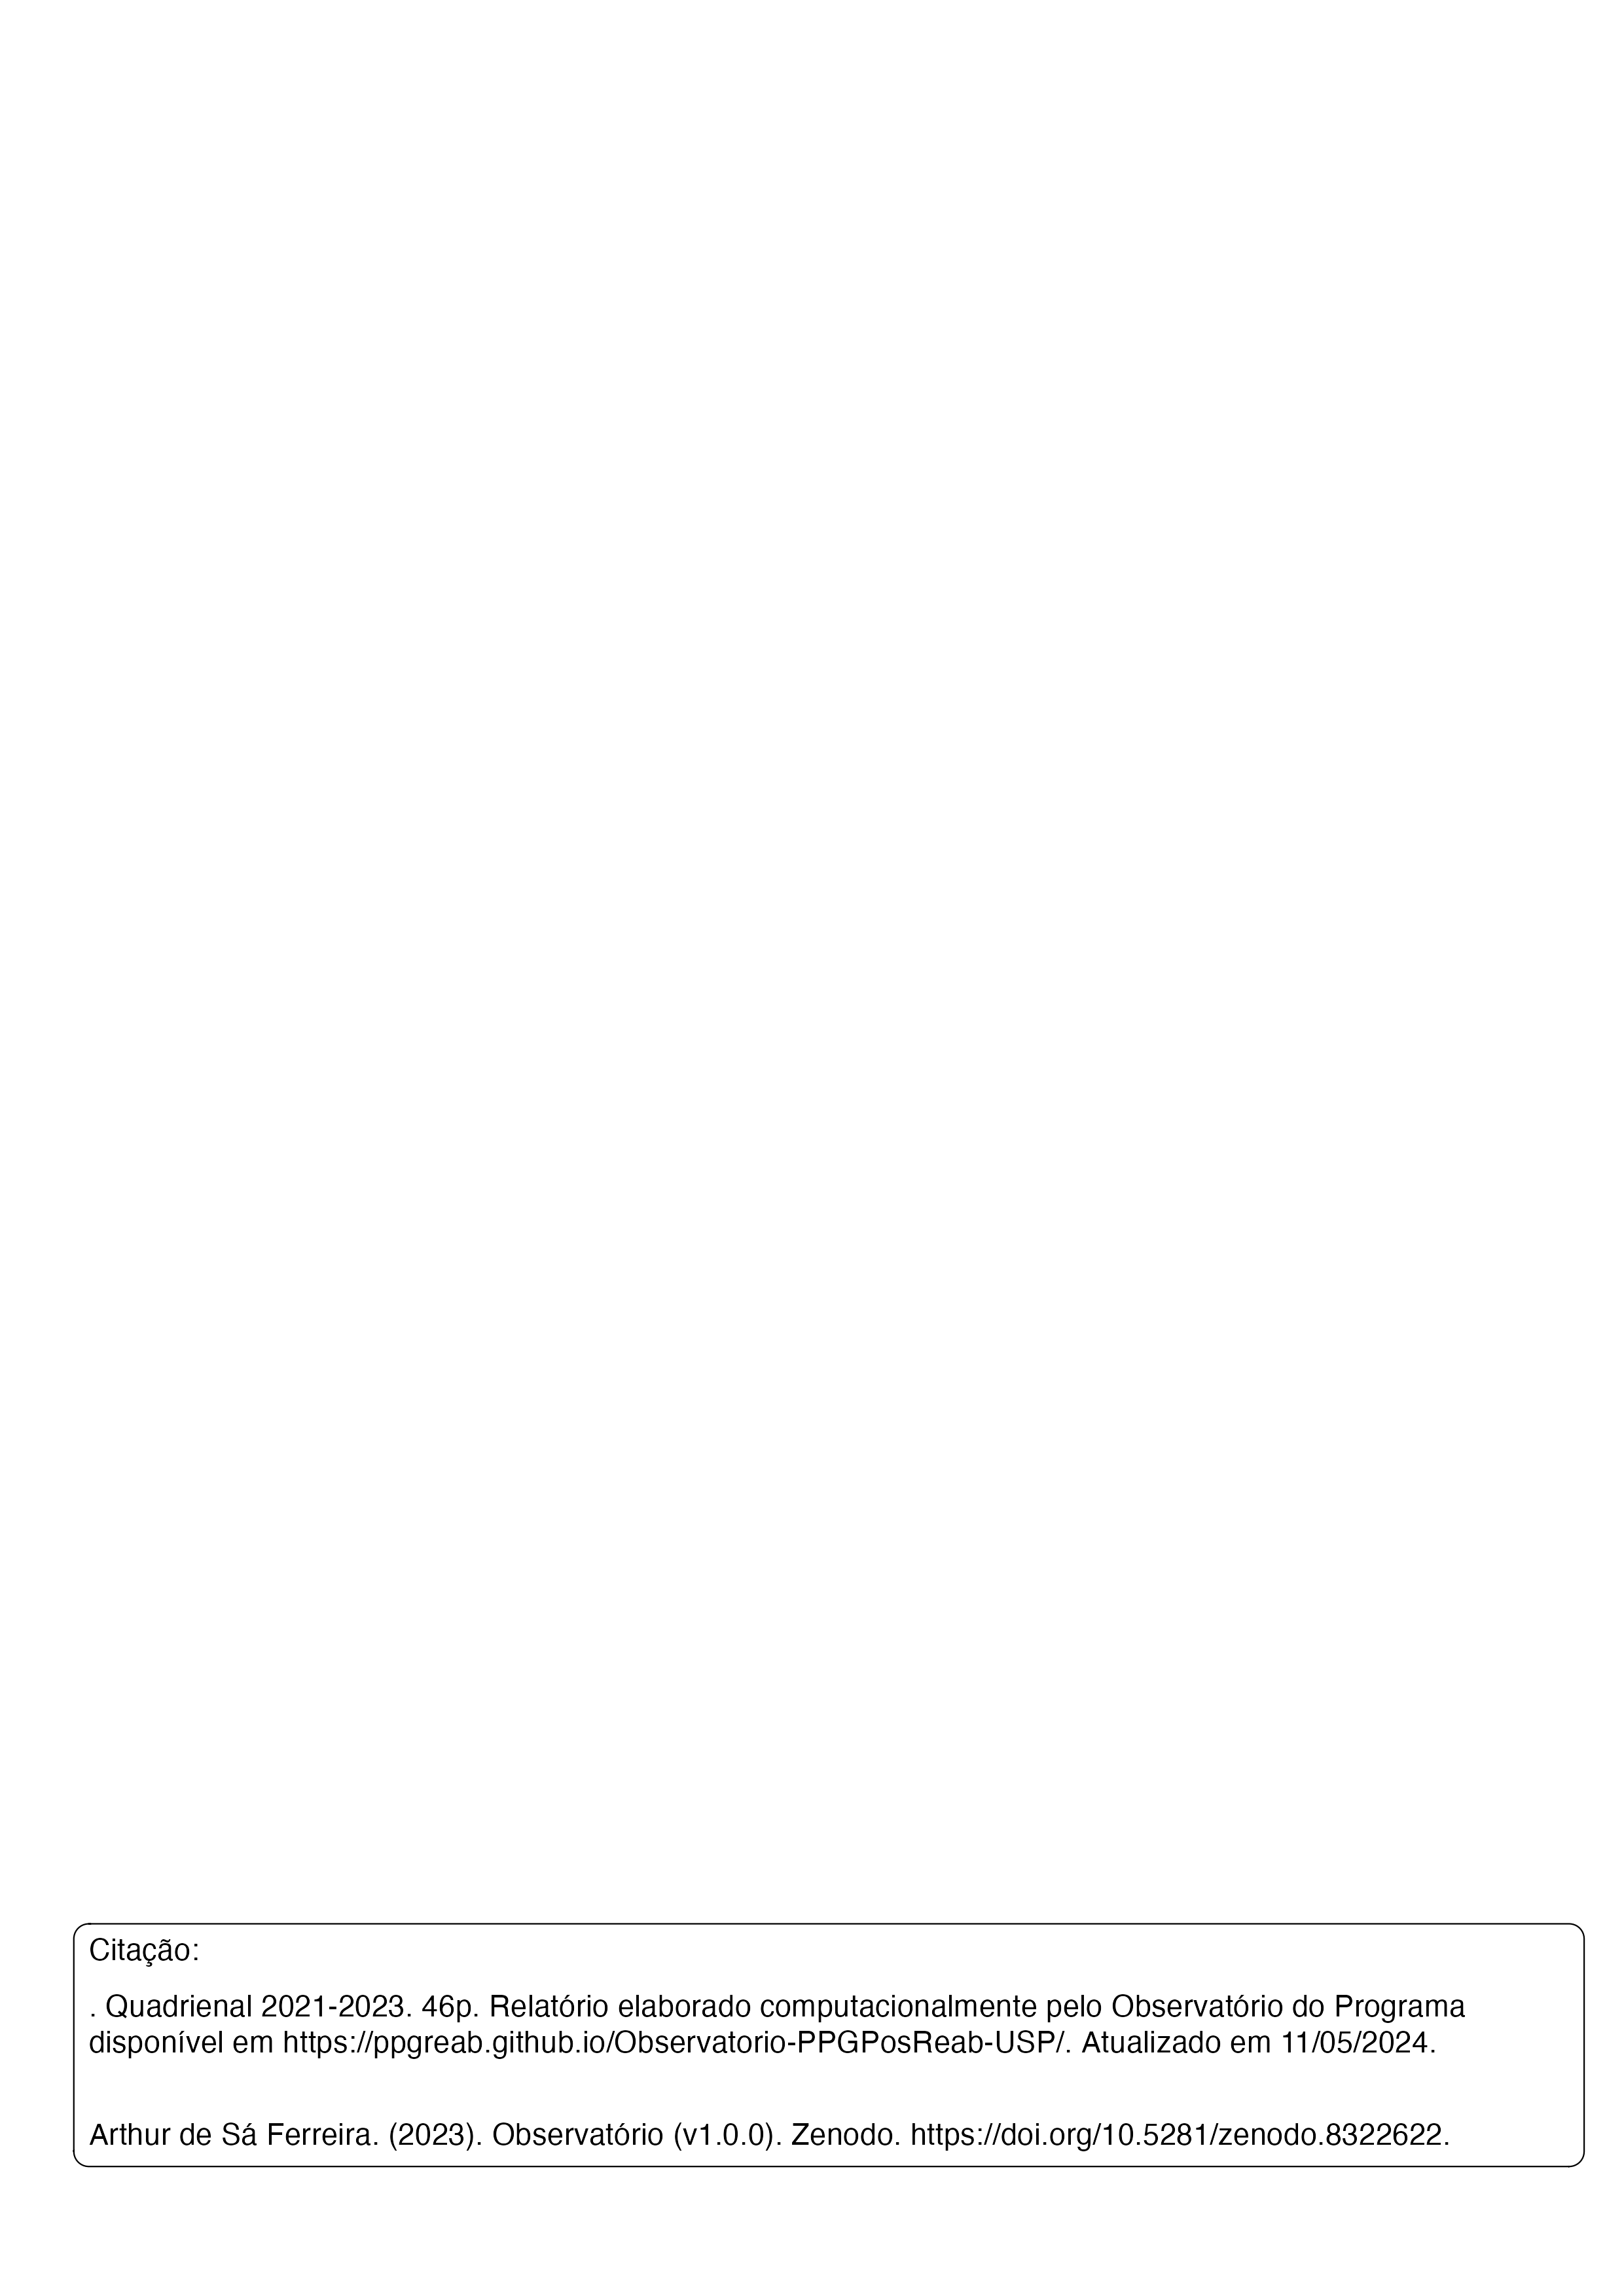 Citação:
. Quadrienal 2021-2023. 46p. Relatório elaborado computacionalmente pelo Observatório do Programa
disponível em https://ppgreab.github.io/Observatorio-PPGPosReab-USP/. Atualizado em 11/05/2024.
Arthur de Sá Ferreira. (2023). Observatório (v1.0.0). Zenodo. https://doi.org/10.5281/zenodo.8322622.